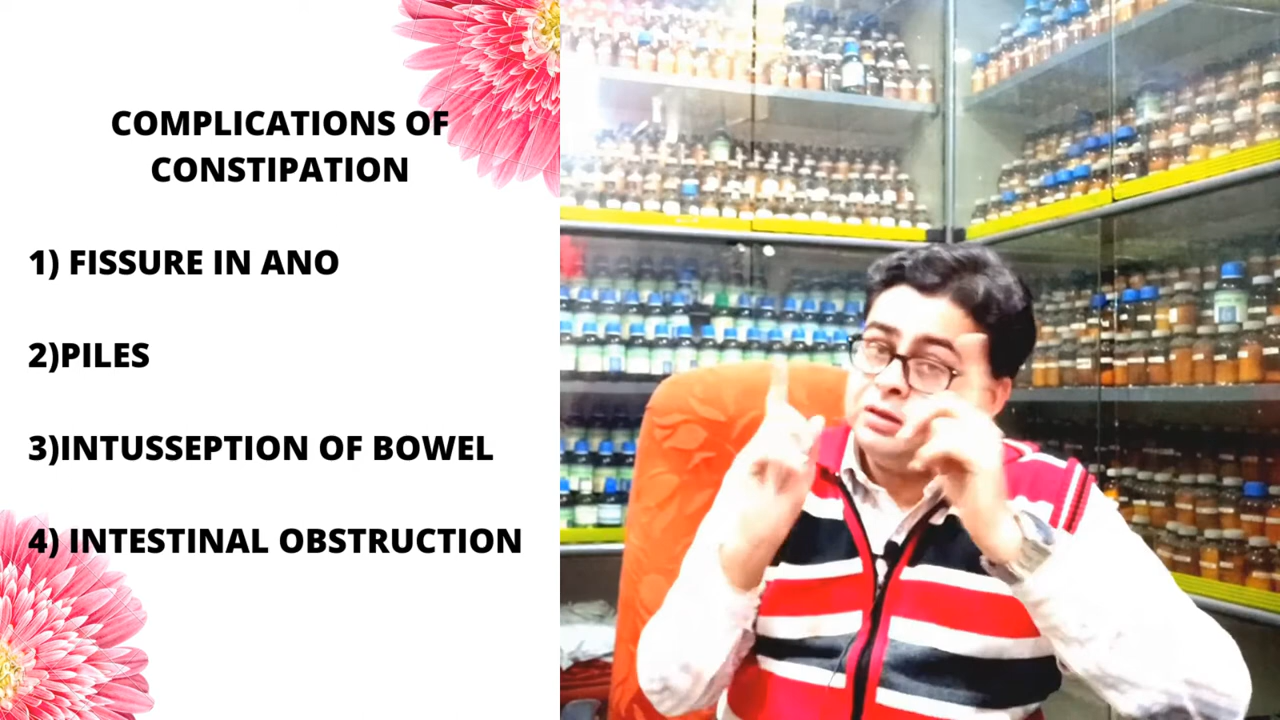 COMPLICATIONS OF
CONSTIPATION
1) FISSURE IN ANO
2)PILES
3)INTUSSEPTION OF BOWEL
4) INTESTINAL OBSTRUCTION